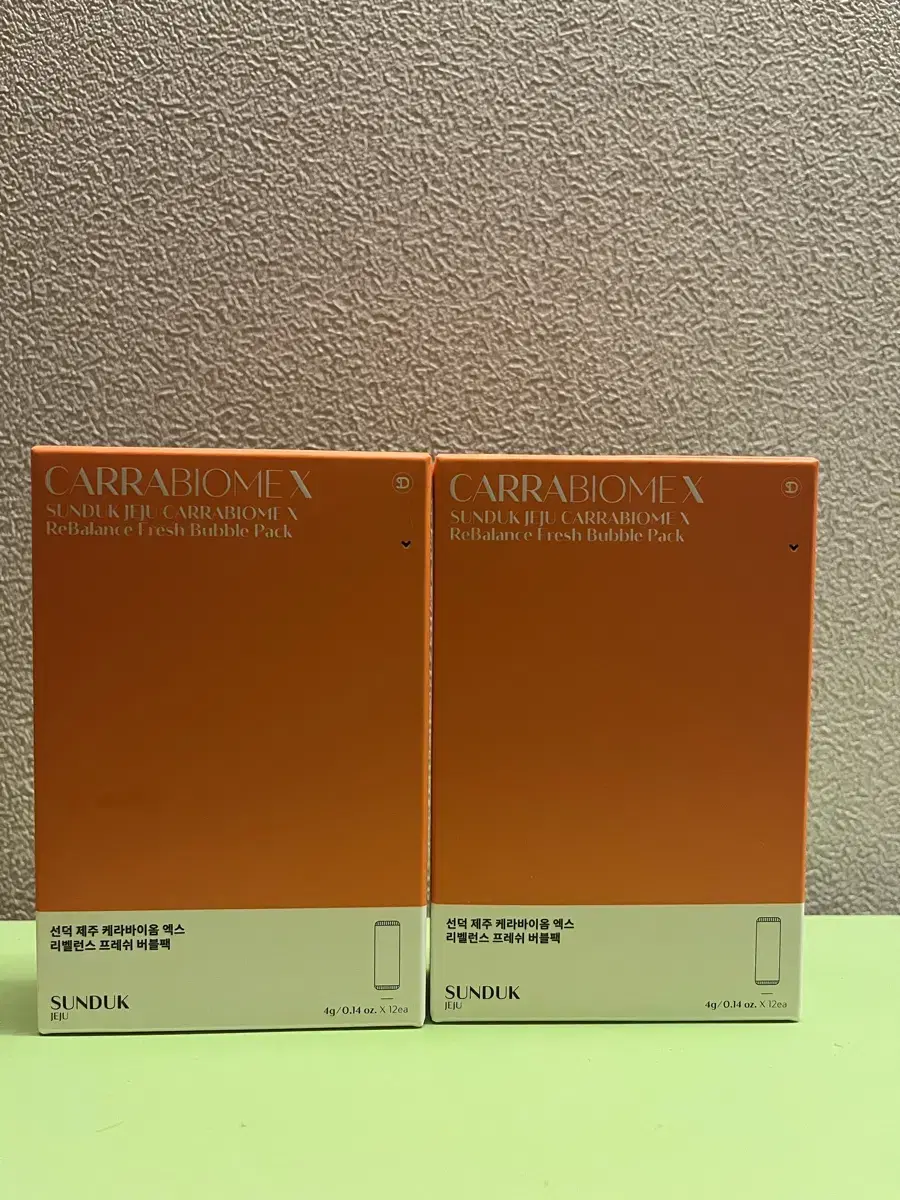 CARRABIOME X
SD
SUNDUK JEJU CARRABIOME X
ReBalance Fresh Bubble Pack
선덕 제주 케라바이옴 엑스
리벨런스 프레쉬 버블팩
SUNDUK
JEJU
4g/0.14 oz. X 12ea
CARRABIOME X
SD
SUNDUK JEJU CARRABIOME X
ReBalance Fresh Bubble Pack
선덕 제주 케라바이옴 엑스
리벨런스 프레쉬 버블팩
SUNDUK
JEJU
4g/0.14 oz. X 12ea